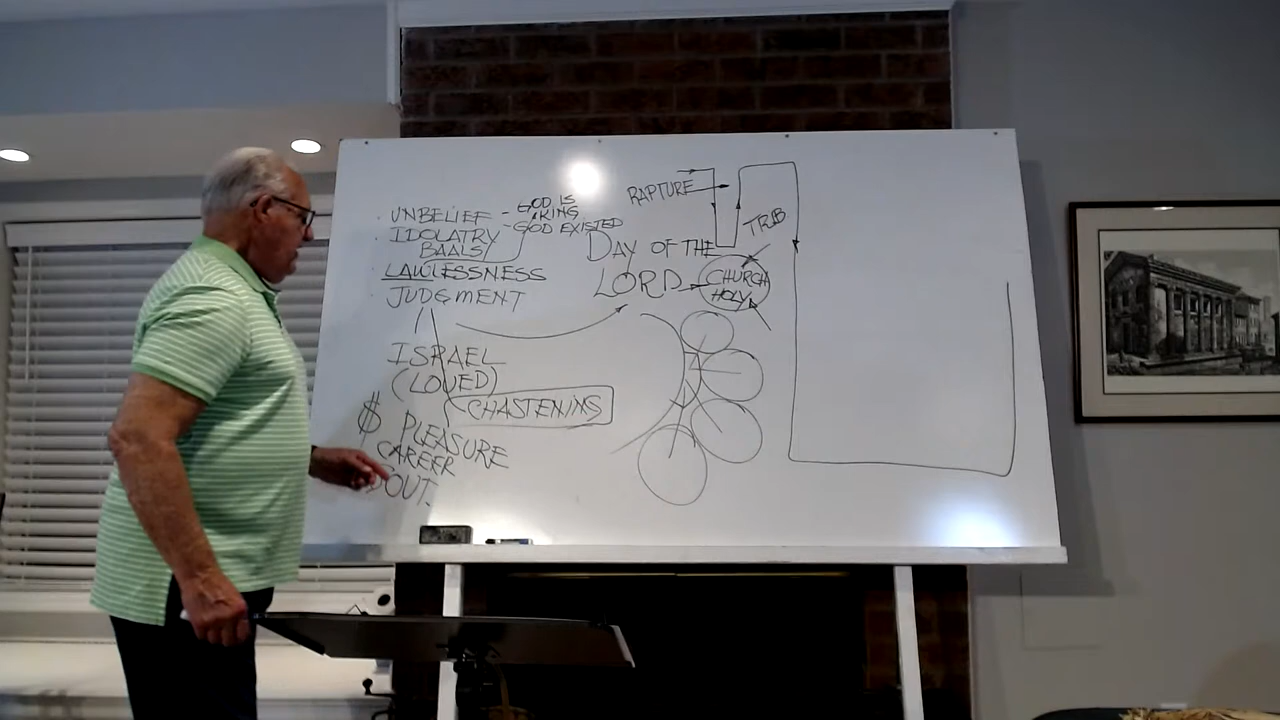 UNBELIEF - GOD IS
KING
IDOLATRY - GOD EXISTED
BAALS
LAWLESSNESS
JUDGMENT
ISRAEL
(LOVED)
CHASTENING
$ PLEASURE
CAREER
RAPTURE
TRIB
DAY OF THE
LORD
CHURCH
HOLY